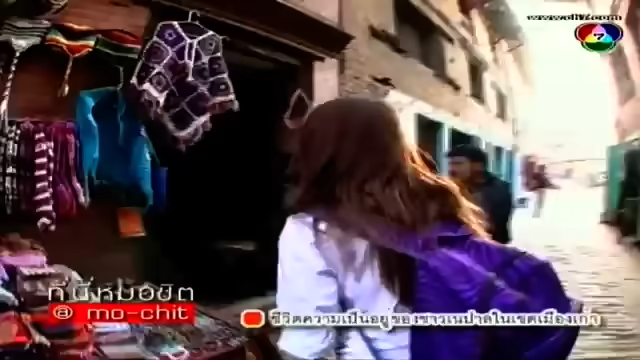 www.ch7.com
7
ที่นี่หมอชิต
@ mo-chit
ชีวิตความเป็นอยู่ของชาวเนปาลในเขตเมืองเก่า